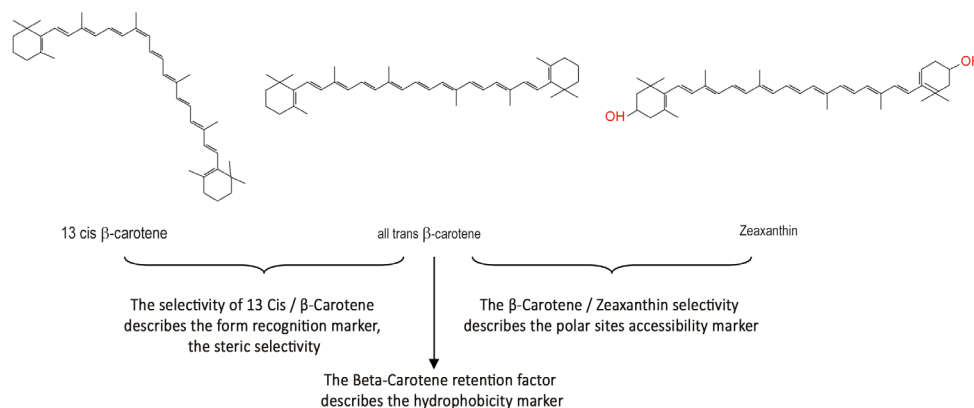 OH
OH
13 cis β-carotene
all trans β-carotene
Zeaxanthin
The selectivity of 13 Cis / β-Carotene
describes the form recognition marker,
the steric selectivity
The β-Carotene / Zeaxanthin selectivity
describes the polar sites accessibility marker
The Beta-Carotene retention factor
describes the hydrophobicity marker